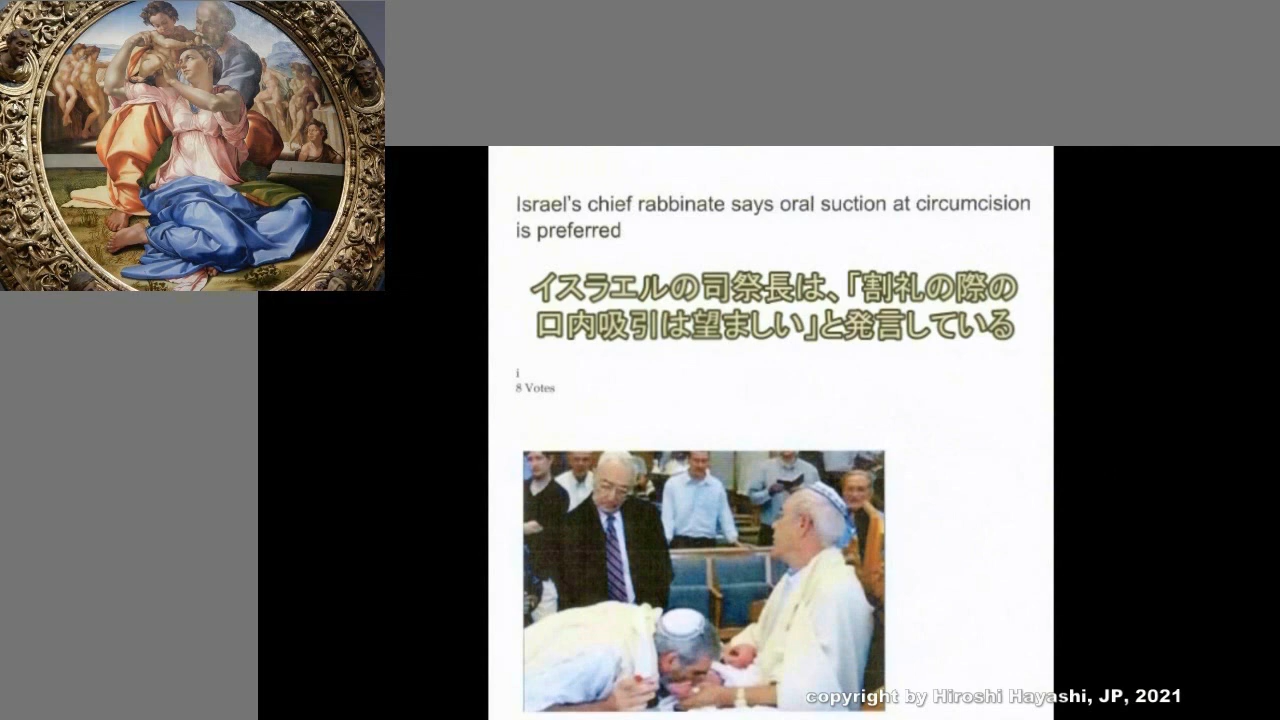 Israel's chief rabbinate says oral suction at circumcision
is preferred
イスラエルの司祭長は、「割礼の際の
口内吸引は望ましい」と発言している
i
8 Votes
copyright by Hiroshi Hayashi, JP, 2021